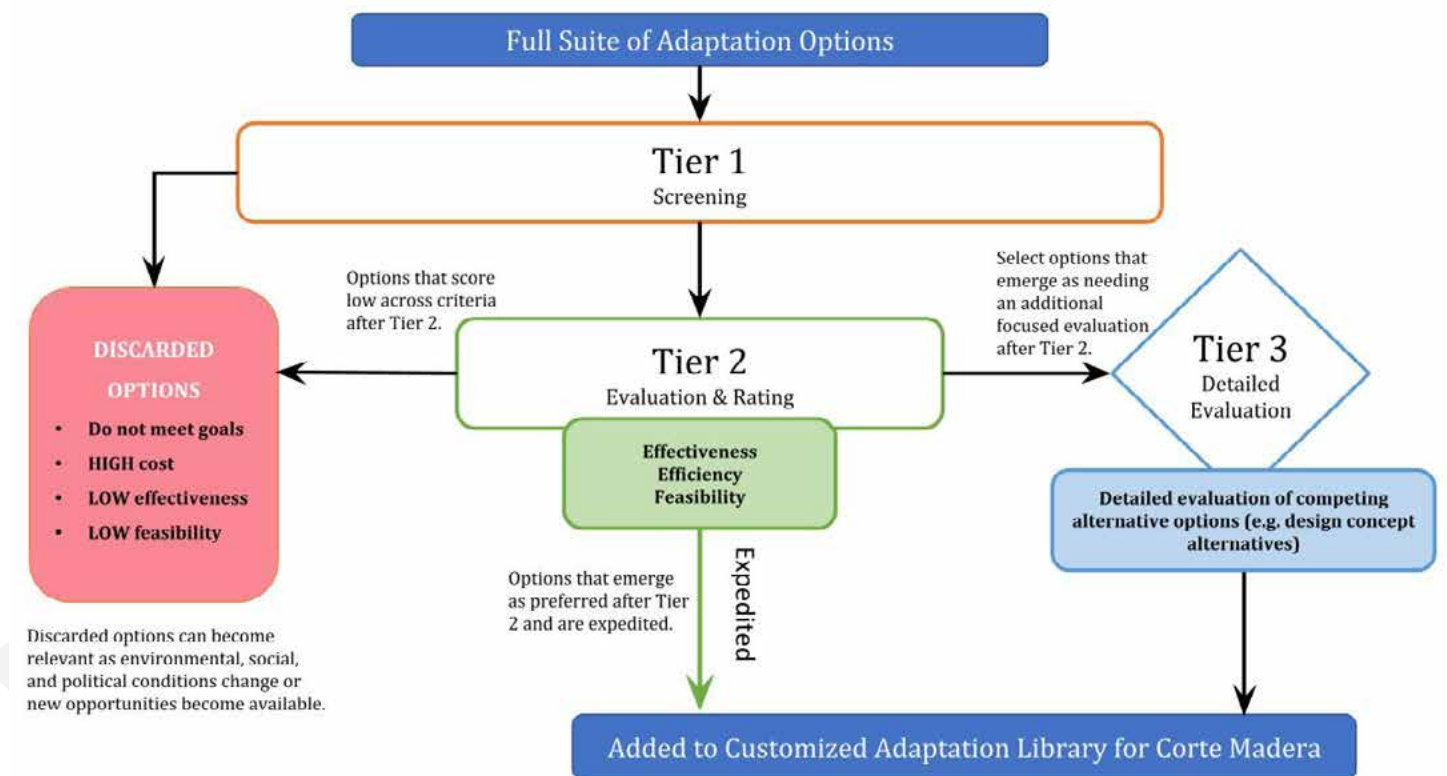 Full Suite of Adaptation Options
Tier 1
Screening
Options that score
low across criteria
after Tier 2.
Select options that
emerge as needing
an additional
focused evaluation
after Tier 2.
DISCARDED
OPTIONS
• Do not meet goals
• HIGH cost
• LOW effectiveness
• LOW feasibility
Tier 2
Evaluation & Rating
Effectiveness
Efficiency
Feasibility
Tier 3
Detailed
Evaluation
Detailed evaluation of competing
alternative options (e.g. design concept
alternatives)
Options that emerge
as preferred after Tier
2 and are expedited.
Expedited
Discarded options can become
relevant as environmental, social,
and political conditions change or
new opportunities become available.
Added to Customized Adaptation Library for Corte Madera